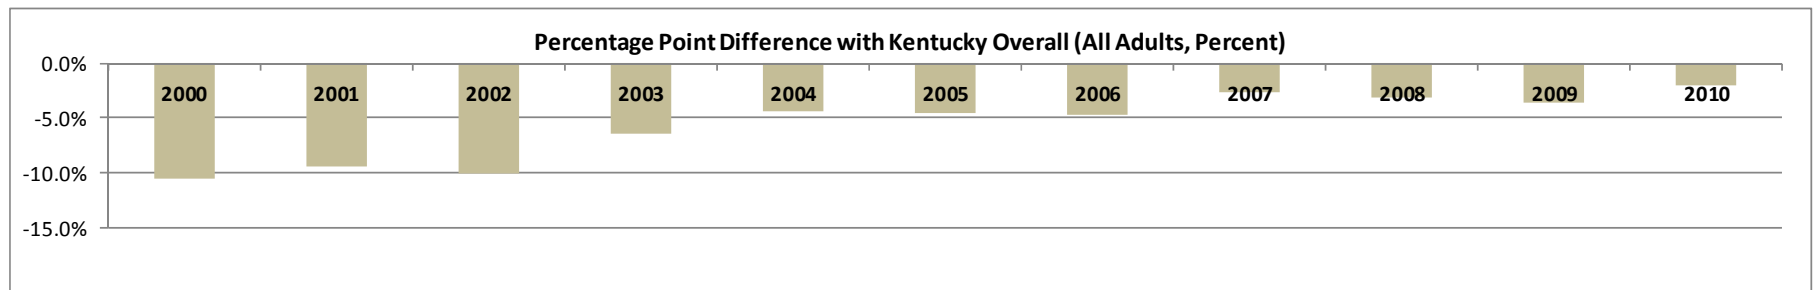 Percentage Point Difference with Kentucky Overall (All Adults, Percent)
0.0%
2000 2001 2002 2003 2004 2005 2006 2007 2008 2009 2010
-5.0%
-10.0%
-15.0%